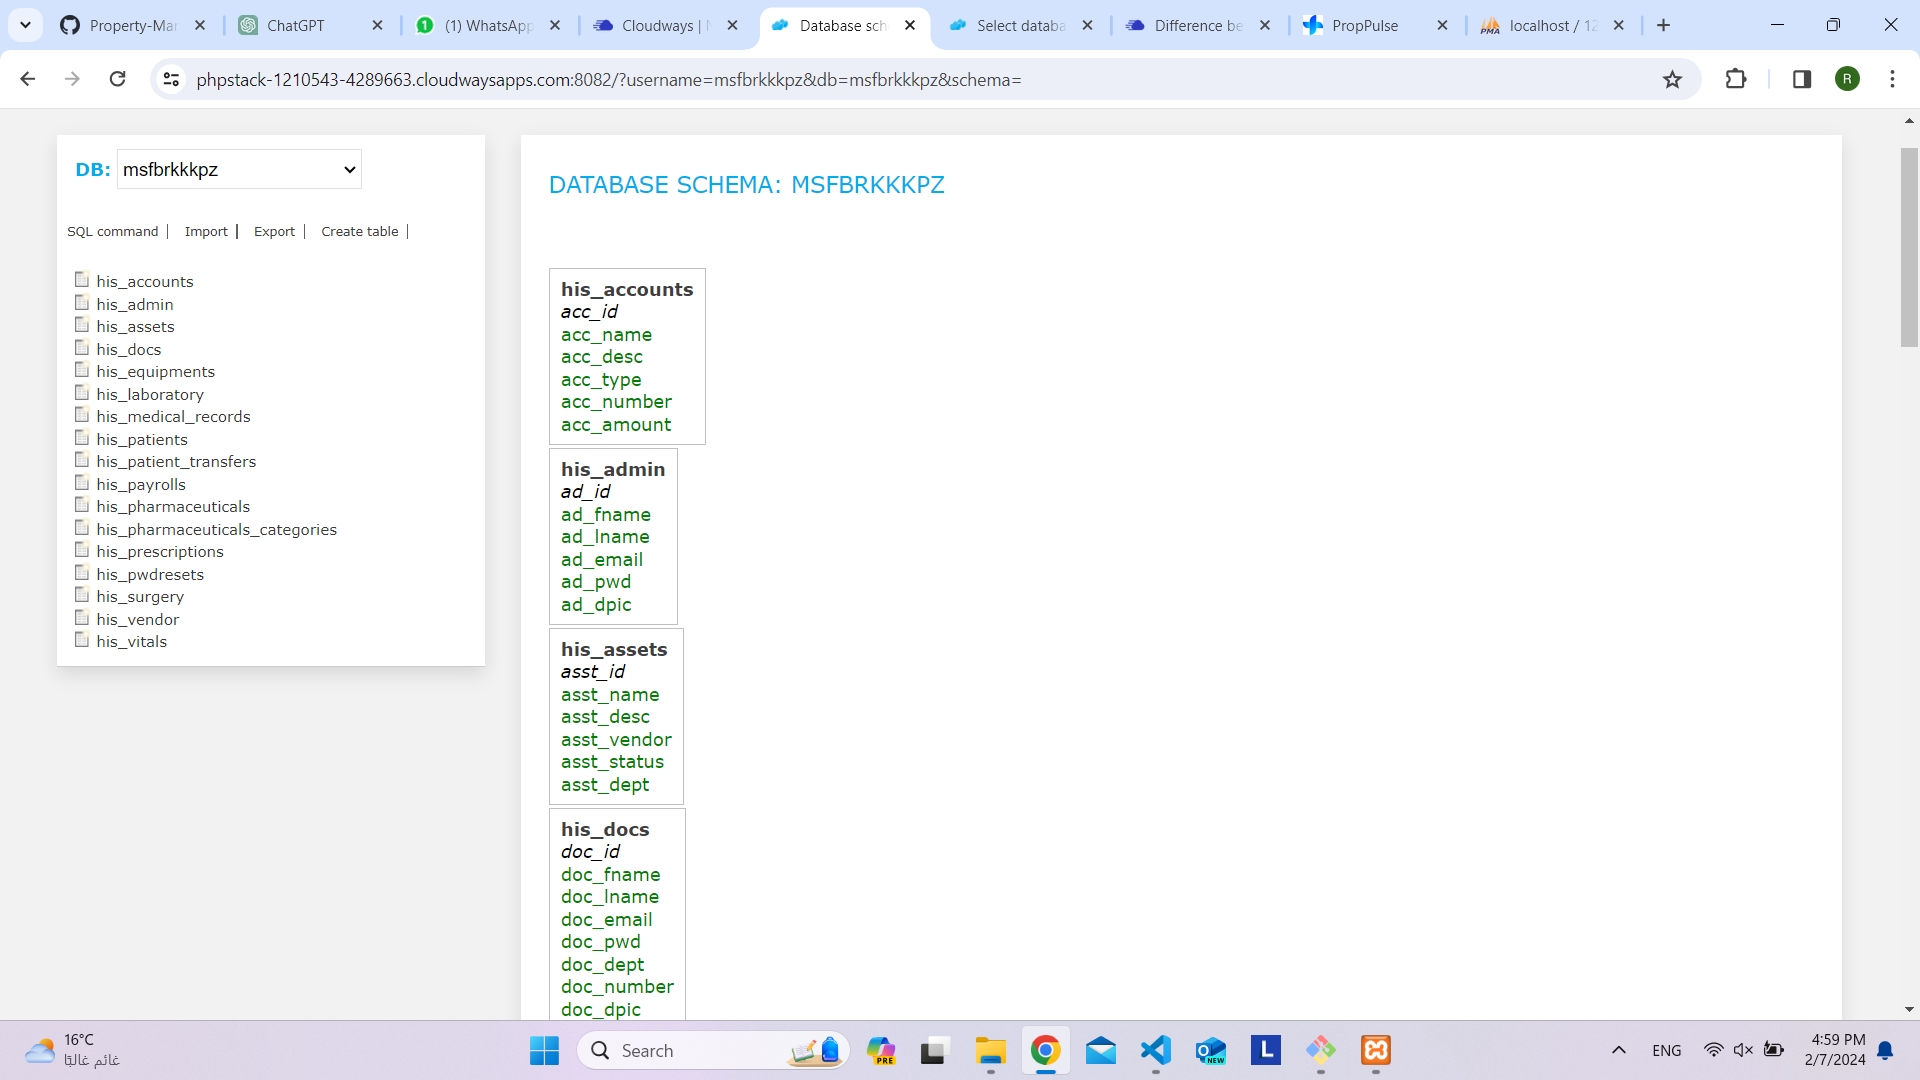 Property-Mar
ChatGPT
(1) WhatsApp
Cloudways |
Database sch
Select databa
Difference be
PropPulse
localhost / 12
phpstack-1210543-4289663.cloudwaysapps.com:8082/?username=msfbrkkkpz&db=msfbrkkkpz&schema=
R
DB: msfbrkkkpz
SQL command
Import
Export
Create table
his_accounts
his_admin
his_assets
his_docs
his_equipments
his_laboratory
his_medical_records
his_patients
his_patient_transfers
his_payrolls
his_pharmaceuticals
his_pharmaceuticals_categories
his_prescriptions
his_pwdresets
his_surgery
his_vendor
his_vitals
DATABASE SCHEMA: MSFBRKKKPZ
his_accounts
acc_id
acc_name
acc_desc
acc_type
acc_number
acc_amount
his_admin
ad_id
ad_fname
ad_lname
ad_email
ad_pwd
ad_dpic
his_assets
asst_id
asst_name
asst_desc
asst_vendor
asst_status
asst_dept
his_docs
doc_id
doc_fname
doc_lname
doc_email
doc_pwd
doc_dept
doc_number
doc_dpic
16°C
غائم غالبًا
Search
PRE
NEW
L
ENG
4:59 PM
2/7/2024